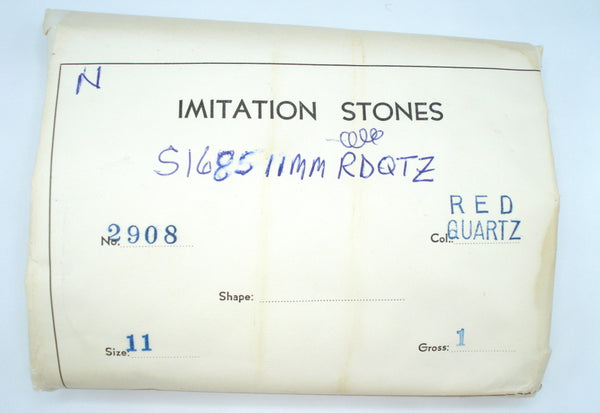 N
IMITATION STONES
S1685 11MM RDQTZ
RED
No. 2908 Col.: QUARTZ
Shape:
Size: 11 Gross: 1